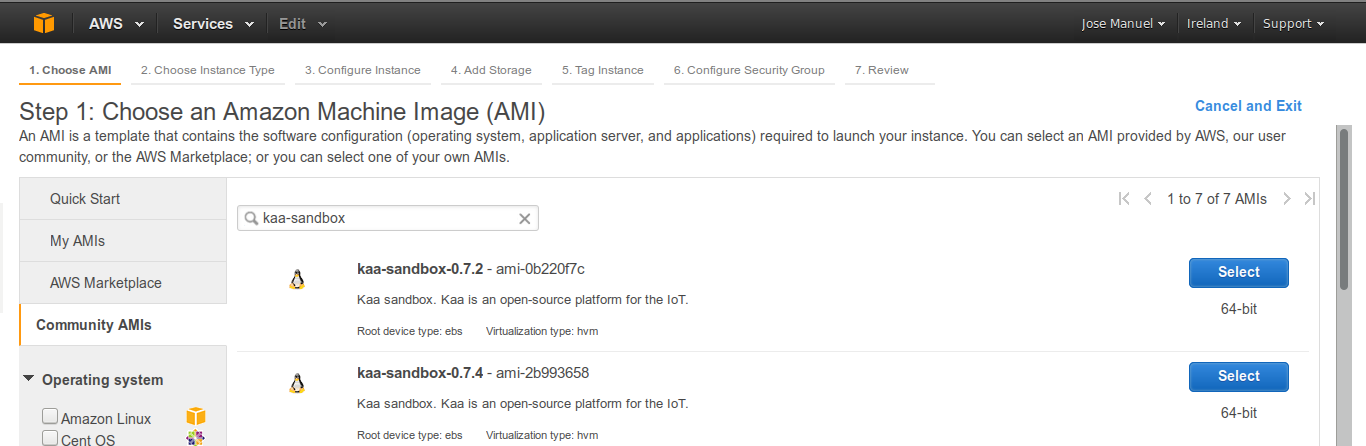 AWS Services Edit Jose Manuel Ireland Support
1. Choose AMI 2. Choose Instance Type 3. Configure Instance 4. Add Storage 5. Tag Instance 6. Configure Security Group 7. Review
Step 1: Choose an Amazon Machine Image (AMI)
Cancel and Exit
An AMI is a template that contains the software configuration (operating system, application server, and applications) required to launch your instance. You can select an AMI provided by AWS, our user
community, or the AWS Marketplace; or you can select one of your own AMIs.
Quick Start
My AMIs
AWS Marketplace
Community AMIs
Operating system
Amazon Linux
Cent OS
1 to 7 of 7 AMIs
kaa-sandbox
kaa-sandbox-0.7.2 - ami-0b220f7c
Kaa sandbox. Kaa is an open-source platform for the IoT.
Root device type: ebs Virtualization type: hvm
Select
64-bit
kaa-sandbox-0.7.4 - ami-2b993658
Kaa sandbox. Kaa is an open-source platform for the IoT.
Root device type: ebs Virtualization type: hvm
Select
64-bit